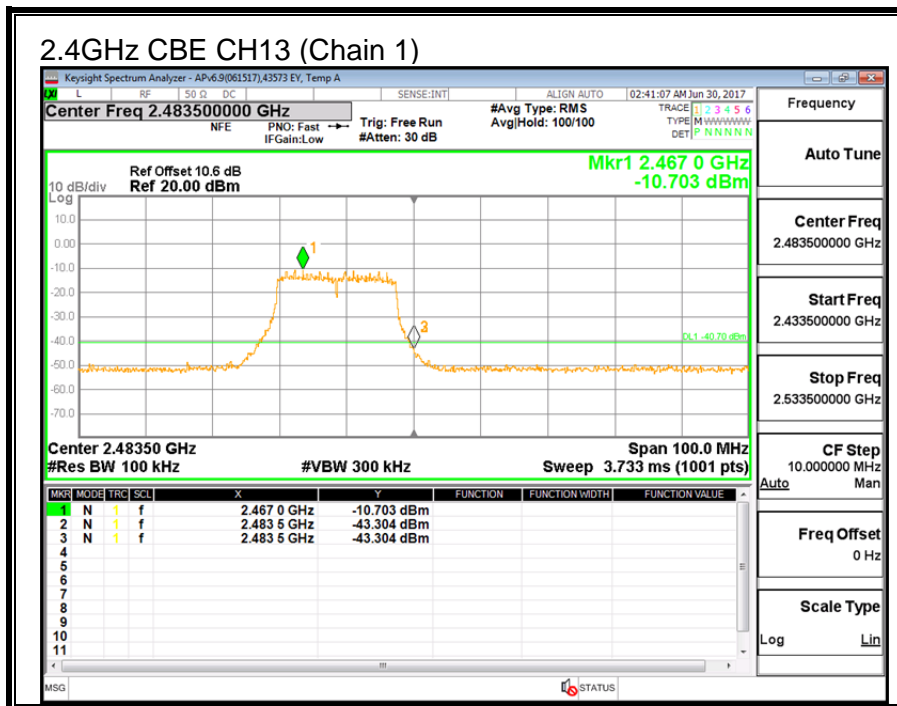 2.4GHz CBE CH13 (Chain 1)
Keysight Spectrum Analyzer - APv6.9(061517),43573 EY, Temp A
LXI L RF 50 Ω DC SENSE:INT ALIGN AUTO 02:41:07 AM Jun 30, 2017
Center Freq 2.483500000 GHz
NFE PNO: Fast IFGain:Low
Trig: Free Run
#Atten: 30 dB
#Avg Type: RMS
Avg|Hold: 100/100
TRACE 1 2 3 4 5 6
TYPE M WWWWW
DET P N N N N N
Ref Offset 10.6 dB
10 dB/div Ref 20.00 dBm
Log
Mkr1 2.467 0 GHz
-10.703 dBm
10.0
0.00
-10.0
-20.0
-30.0
-40.0
-50.0
-60.0
-70.0
1
3
DL1 -40.70 dBm
Center 2.48350 GHz Span 100.0 MHz
#Res BW 100 kHz #VBW 300 kHz Sweep 3.733 ms (1001 pts)
MKR MODE TRC SCL X Y FUNCTION FUNCTION WIDTH FUNCTION VALUE
1 N 1 f 2.467 0 GHz -10.703 dBm
2 N 1 f 2.483 5 GHz -43.304 dBm
3 N 1 f 2.483 5 GHz -43.304 dBm
4
5
6
7
8
9
10
11
MSG STATUS
Frequency
Auto Tune
Center Freq
2.483500000 GHz
Start Freq
2.433500000 GHz
Stop Freq
2.533500000 GHz
CF Step
10.000000 MHz
Auto Man
Freq Offset
0 Hz
Scale Type
Log Lin